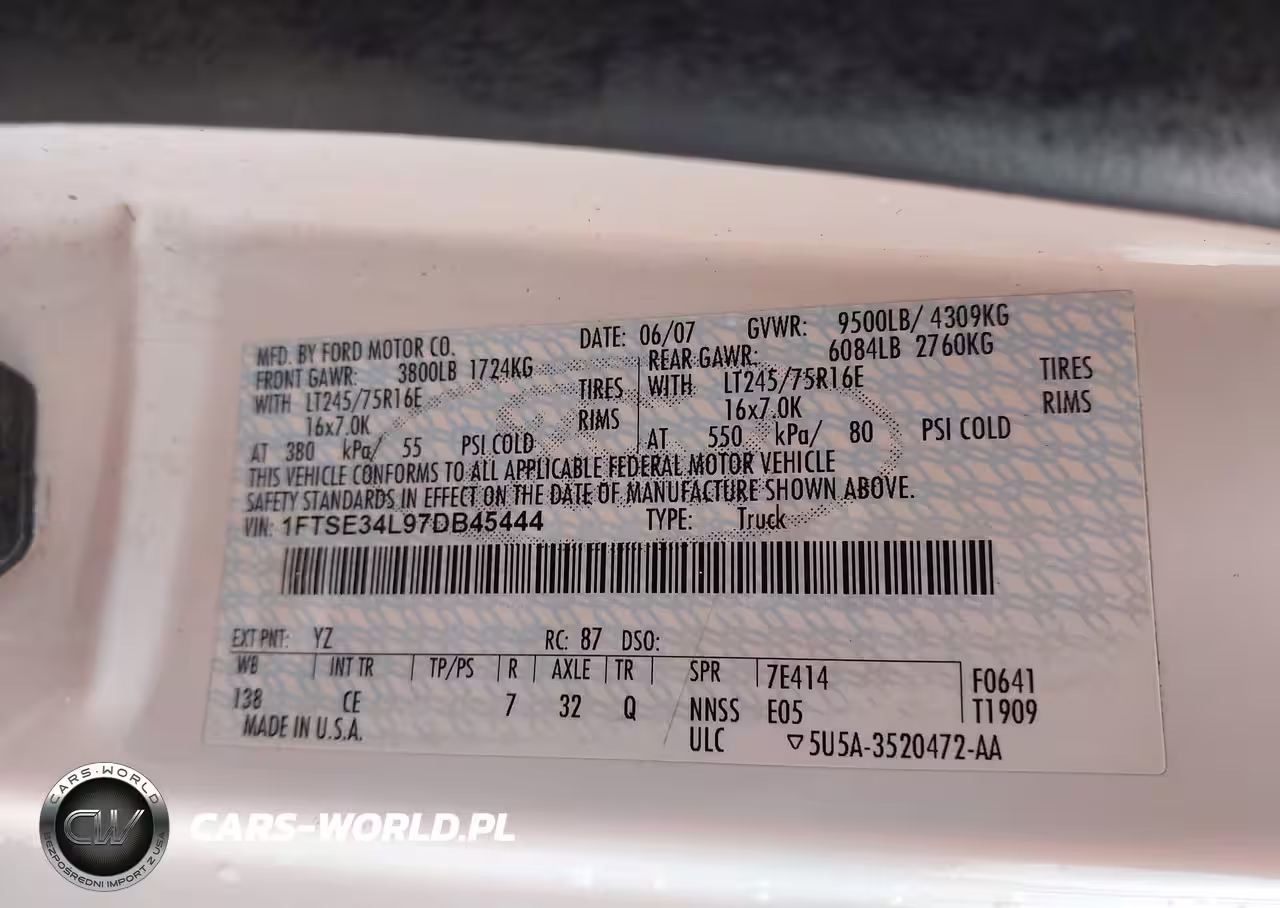 MFD. BY FORD MOTOR CO. DATE: 06/07 GVWR: 9500LB/ 4309KG
FRONT GAWR: 3800LB 1724KG REAR GAWR: 6084LB 2760KG
WITH LT245/75R16E TIRES WITH LT245/75R16E TIRES
16x7.0K RIMS 16x7.0K RIMS
AT 380 kPa/ 55 PSI COLD AT 550 kPa/ 80 PSI COLD
THIS VEHICLE CONFORMS TO ALL APPLICABLE FEDERAL MOTOR VEHICLE
SAFETY STANDARDS IN EFFECT ON THE DATE OF MANUFACTURE SHOWN ABOVE.
VIN: 1FTSE34L97DB45444 TYPE: Truck
EXT PNT: YZ RC: 87 DSO:
WB INT TR TP/PS R AXLE TR SPR 7E414 F0641
138 CE 7 32 Q NNSS E05 T1909
MADE IN U.S.A. ULC 5U5A-3520472-AA
CARS-WORLD
CW
BEZPOŚREDNI IMPORT Z USA
CARS-WORLD.PL